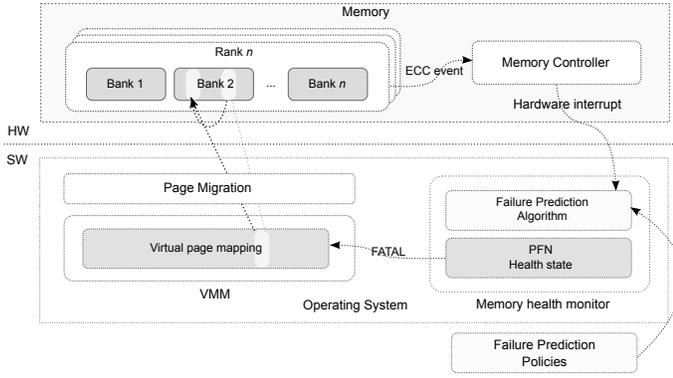 Memory
Rank n
Bank 1
Bank 2
...
Bank n
ECC event
Memory Controller
Hardware interrupt
HW
SW
Page Migration
Failure Prediction
Algorithm
Virtual page mapping
FATAL
PFN
Health state
VMM
Operating System
Memory health monitor
Failure Prediction
Policies